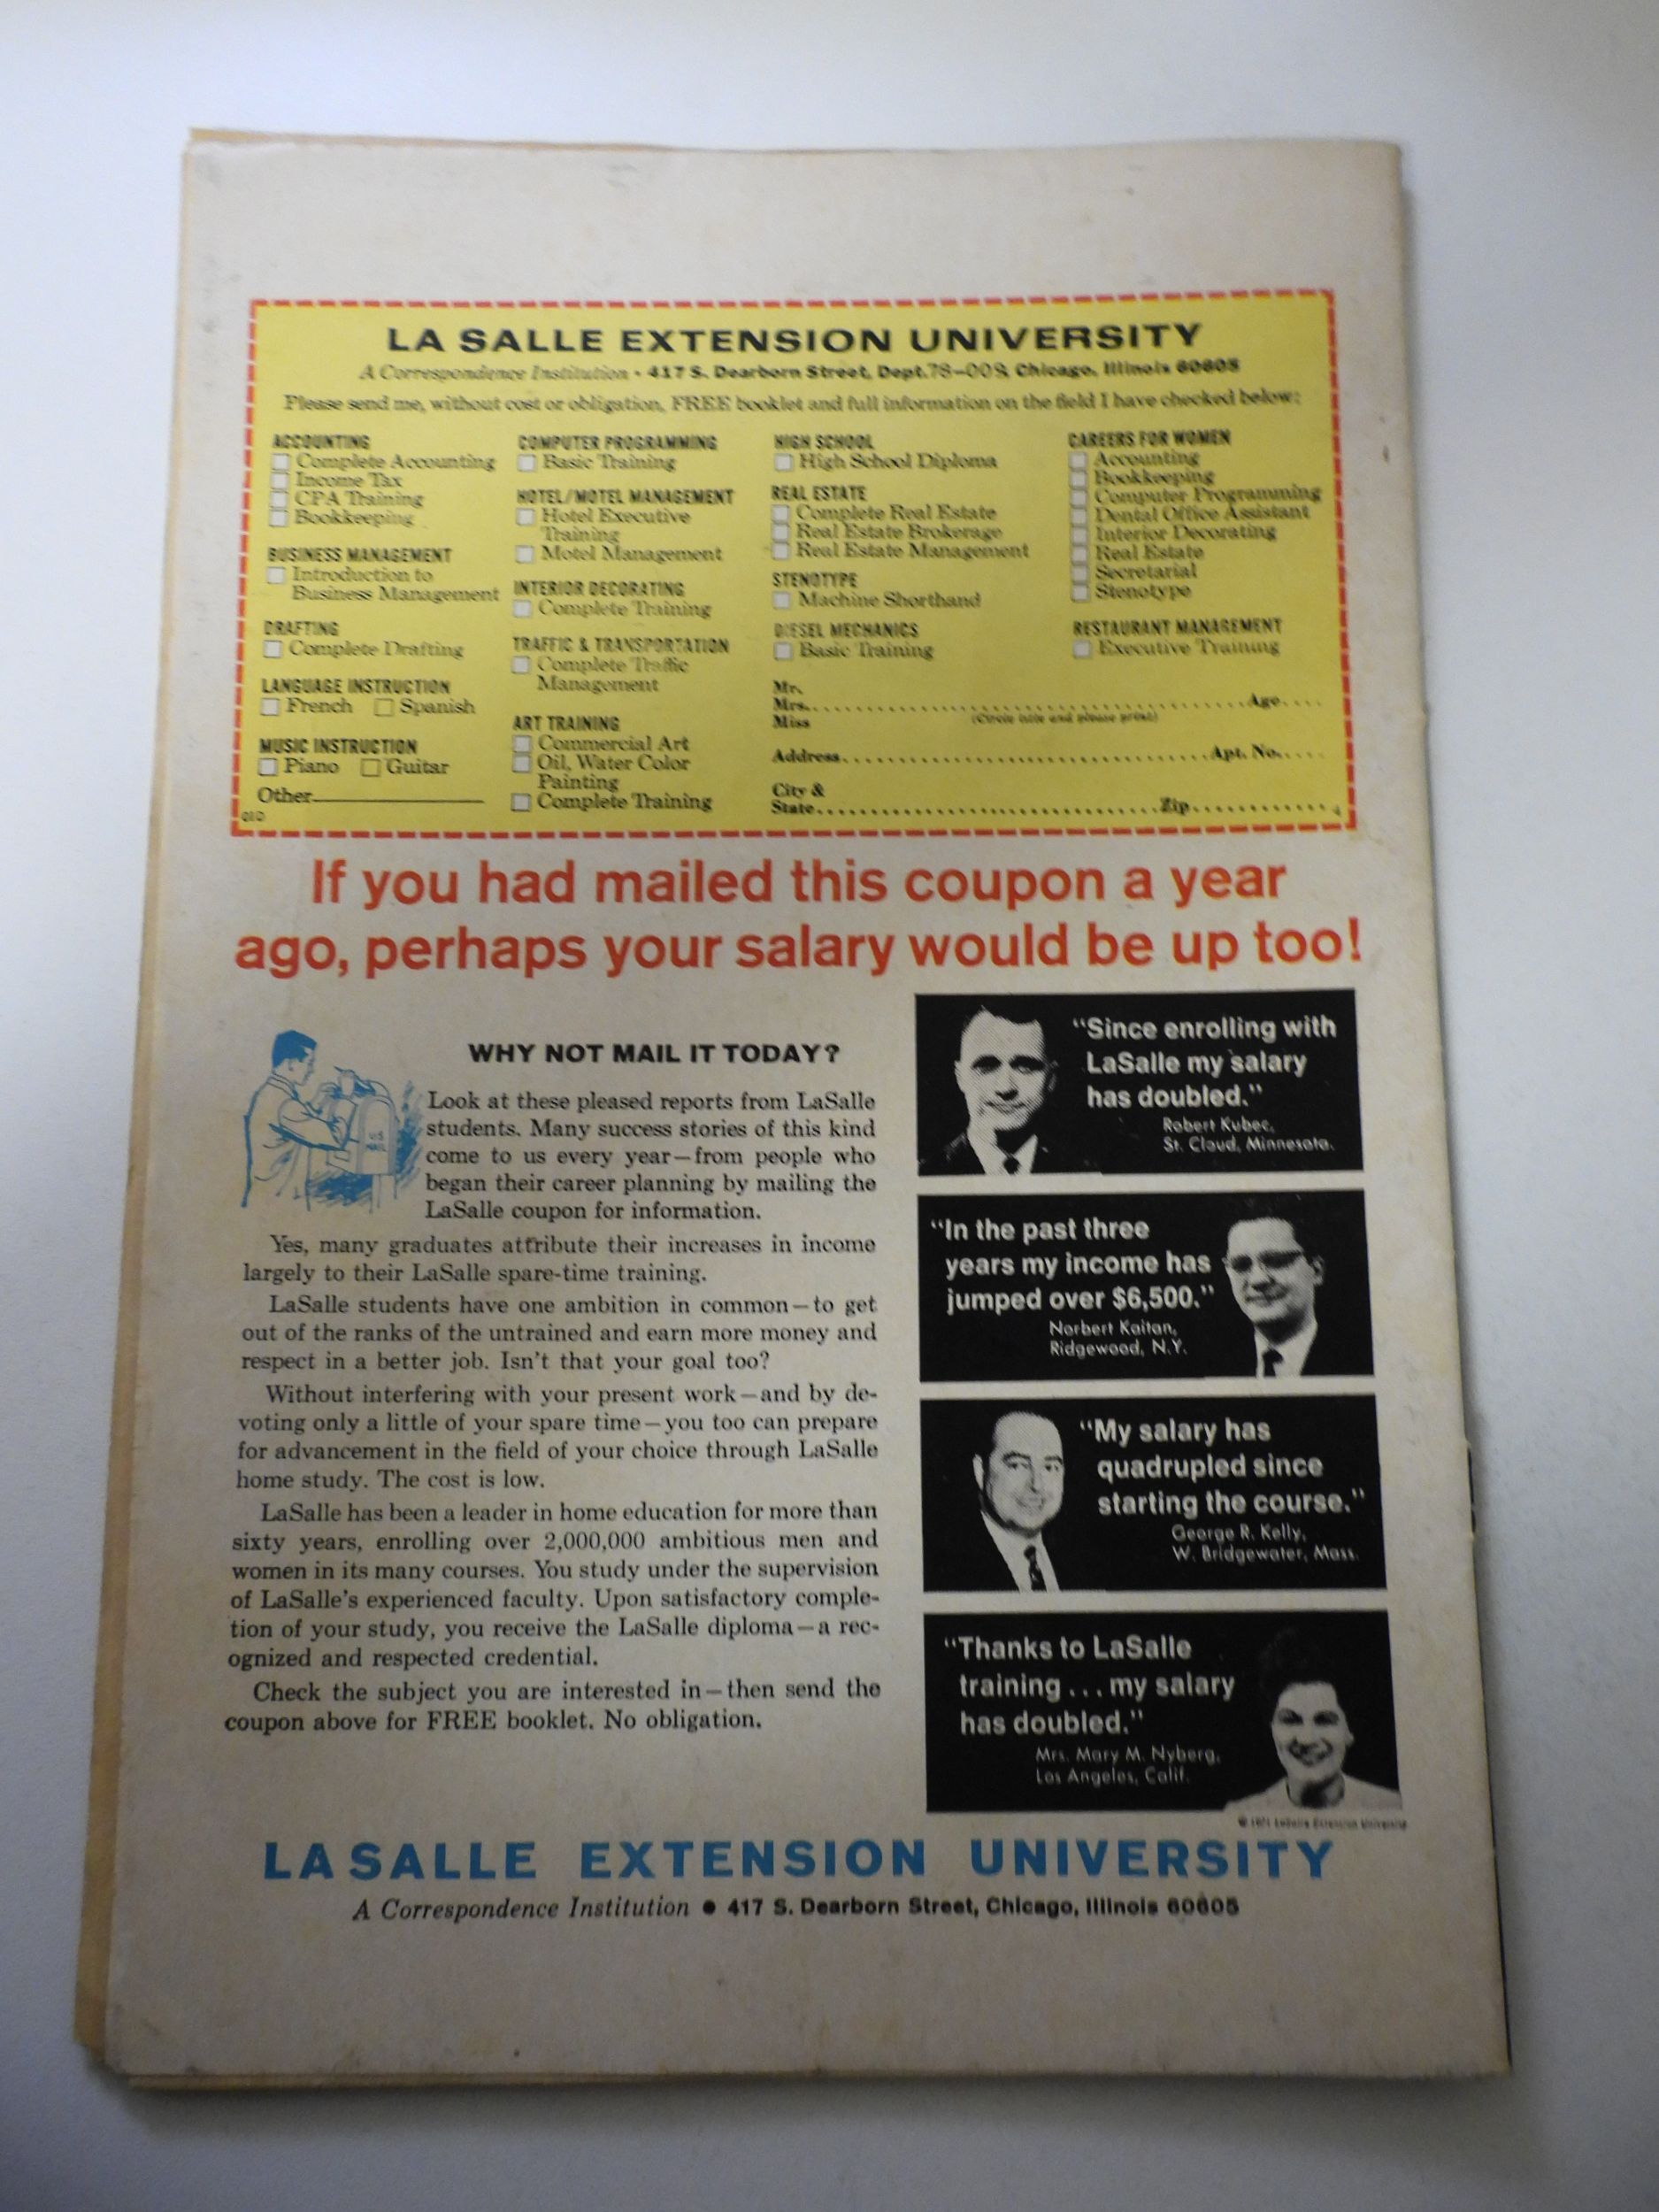 LA SALLE EXTENSION UNIVERSITY
A Correspondence Institution • 417 S. Dearborn Street, Dept. 78-009, Chicago, Illinois 60605
Please send me, without cost or obligation, FREE booklet and full information on the field I have checked below:
ACCOUNTING
Complete Accounting
Income Tax
CPA Training
Bookkeeping
BUSINESS MANAGEMENT
Introduction to
Business Management
DRAFTING
Complete Drafting
LANGUAGE INSTRUCTION
French Spanish
MUSIC INSTRUCTION
Piano Guitar
Other
COMPUTER PROGRAMMING
Basic Training
HOTEL/MOTEL MANAGEMENT
Hotel Executive
Training
Motel Management
INTERIOR DECORATING
Complete Training
TRAFFIC & TRANSPORTATION
Complete Traffic
Management
ART TRAINING
Commercial Art
Oil, Water Color
Painting
Complete Training
HIGH SCHOOL
High School Diploma
REAL ESTATE
Complete Real Estate
Real Estate Brokerage
Real Estate Management
STENOTYPE
Machine Shorthand
DIESEL MECHANICS
Basic Training
CAREERS FOR WOMEN
Accounting
Bookkeeping
Computer Programming
Dental Office Assistant
Interior Decorating
Real Estate
Secretarial
Stenotype
RESTAURANT MANAGEMENT
Executive Training
Mr.
Mrs. Age
Miss (Circle title and please print)
Address Apt. No.
City &
State Zip
If you had mailed this coupon a year
ago, perhaps your salary would be up too!
WHY NOT MAIL IT TODAY?
U.S.
MAIL
Look at these pleased reports from LaSalle
students. Many success stories of this kind
come to us every year—from people who
began their career planning by mailing the
LaSalle coupon for information.
Yes, many graduates attribute their increases in income
largely to their LaSalle spare-time training.
LaSalle students have one ambition in common—to get
out of the ranks of the untrained and earn more money and
respect in a better job. Isn't that your goal too?
Without interfering with your present work—and by de-
voting only a little of your spare time—you too can prepare
for advancement in the field of your choice through LaSalle
home study. The cost is low.
LaSalle has been a leader in home education for more than
sixty years, enrolling over 2,000,000 ambitious men and
women in its many courses. You study under the supervision
of LaSalle's experienced faculty. Upon satisfactory comple-
tion of your study, you receive the LaSalle diploma—a rec-
ognized and respected credential.
Check the subject you are interested in—then send the
coupon above for FREE booklet. No obligation.
"Since enrolling with
LaSalle my salary
has doubled."
Robert Kubec,
St. Cloud, Minnesota.
"In the past three
years my income has
jumped over $6,500."
Norbert Kaitan,
Ridgewood, N.Y.
"My salary has
quadrupled since
starting the course."
George R. Kelly,
W. Bridgewater, Mass.
"Thanks to LaSalle
training . . . my salary
has doubled."
Mrs. Mary M. Nyberg,
Los Angeles, Calif.
© 1971 LaSalle Extension University
LASALLE EXTENSION UNIVERSITY
A Correspondence Institution • 417 S. Dearborn Street, Chicago, Illinois 60605